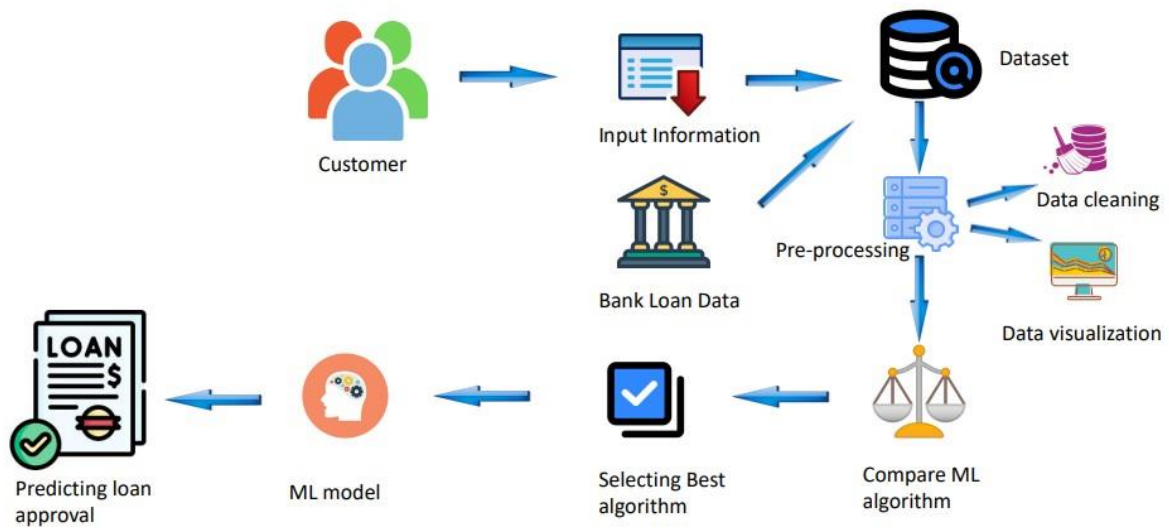 Customer
Input Information
Dataset
$
Bank Loan Data
Pre-processing
Data cleaning
Data visualization
Compare ML
algorithm
Selecting Best
algorithm
ML model
LOAN
$
Predicting loan
approval